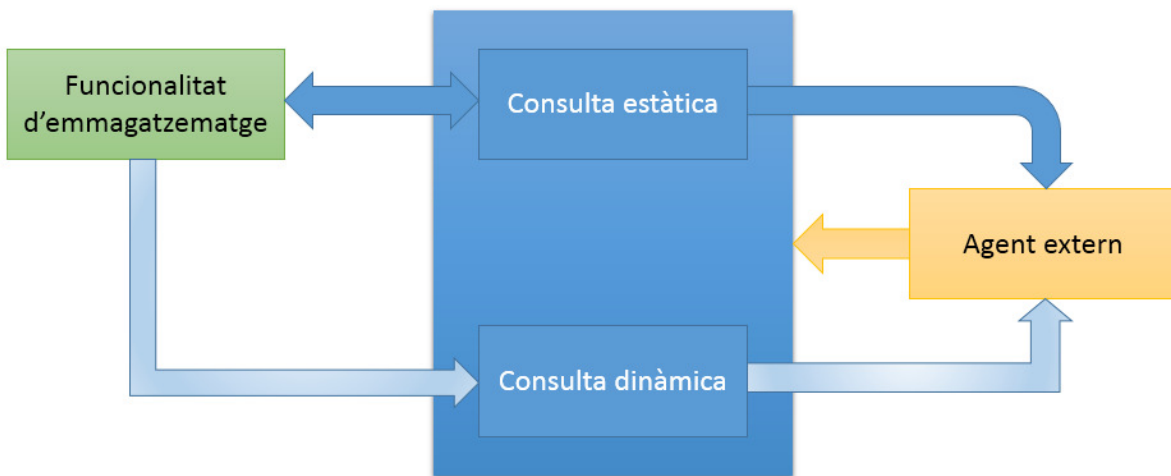 Funcionalitat
d’emmagatzematge
Consulta estàtica
Agent extern
Consulta dinàmica